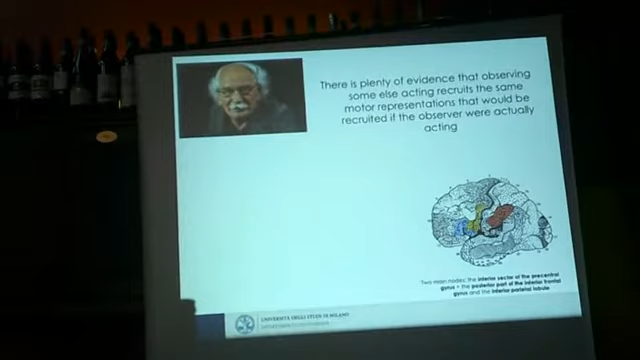 There is plenty of evidence that observing
some else acting recruits the same
motor representations that would be
recruited if the observer were actually
acting
Two main nodes: the inferior sector of the precentral
gyrus + the posterior part of the inferior frontal
gyrus and the inferior parietal lobule
UNIVERSITÀ DEGLI STUDI DI MILANO